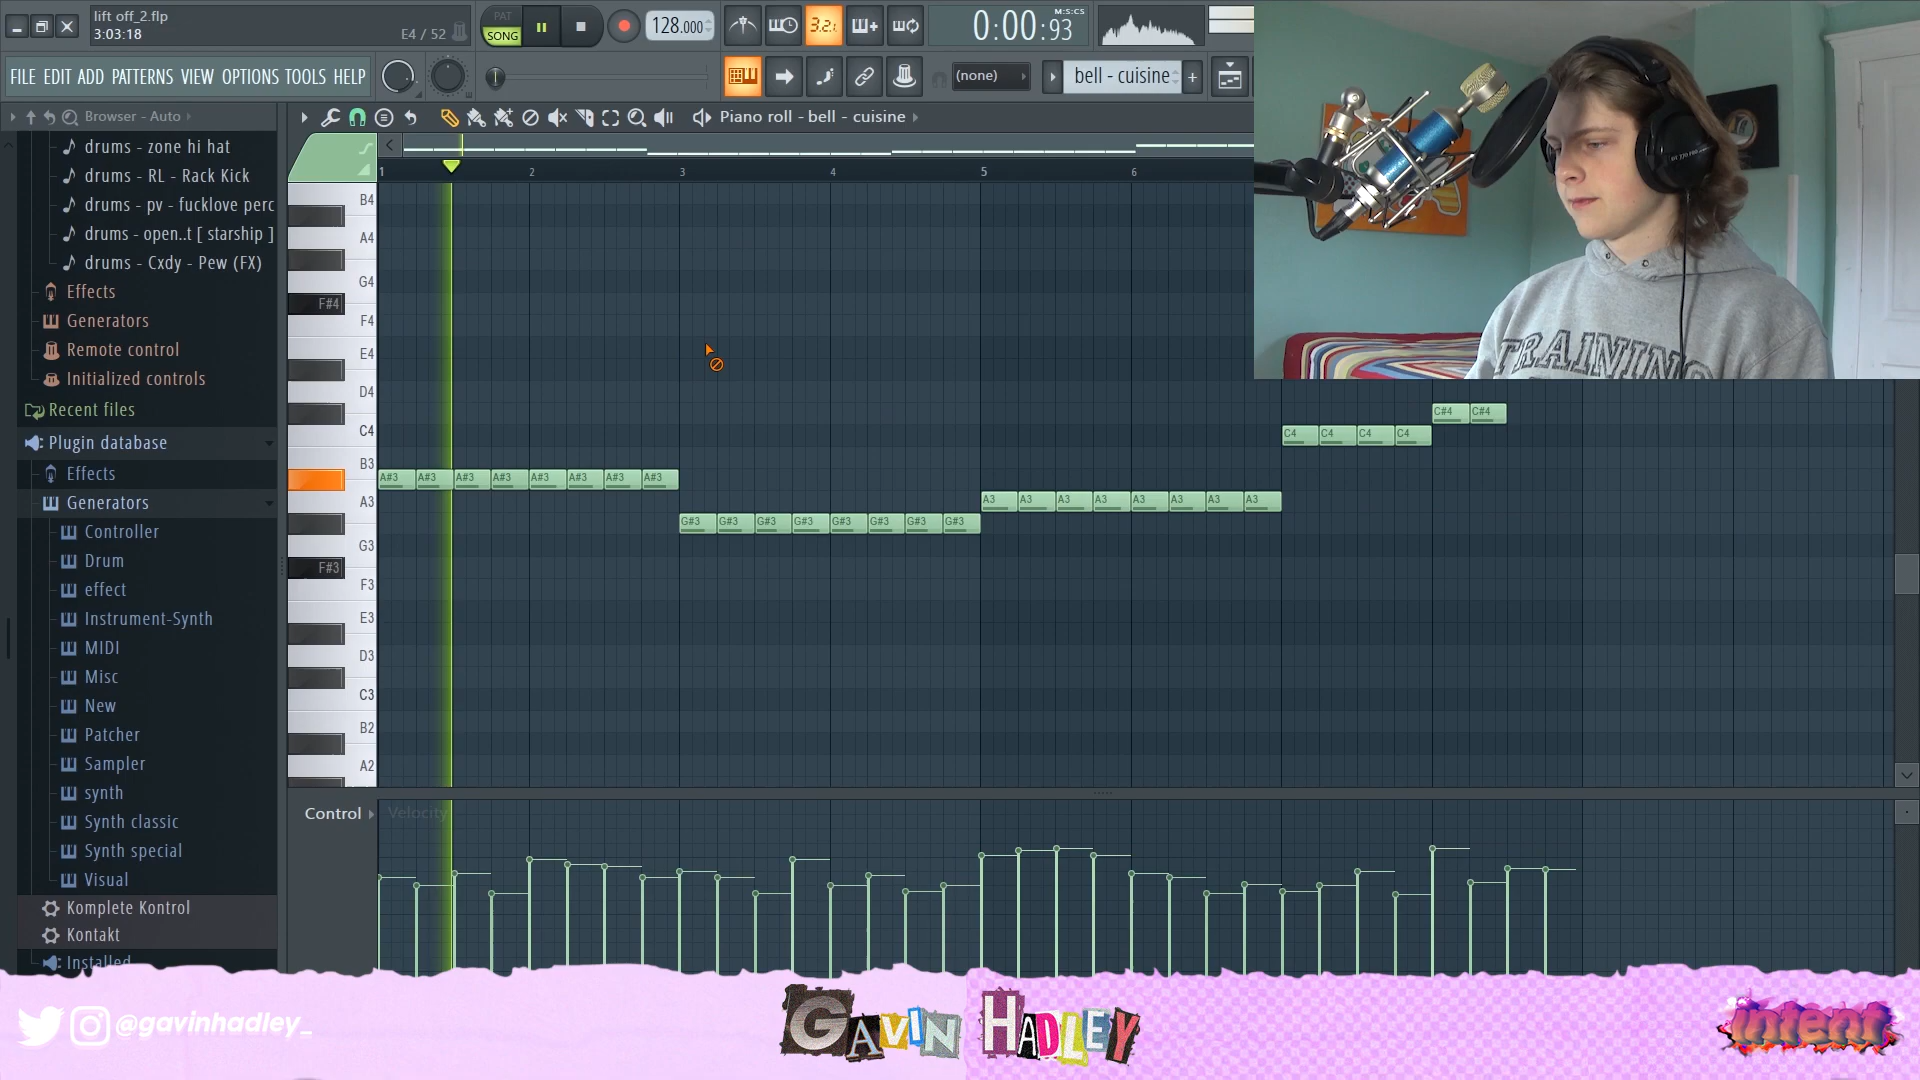 lift off_2.flp
3:03:18
E4 / 52
PAT
SONG
128.000
3.2.
0:00:93
M:S:CS
FILE EDIT ADD PATTERNS VIEW OPTIONS TOOLS HELP
(none)
bell - cuisine
Browser - Auto
Piano roll - bell - cuisine
drums - zone hi hat
drums - RL - Rack Kick
drums - pv - fucklove perc
drums - open..t [ starship ]
drums - Cxdy - Pew (FX)
Effects
Generators
Remote control
Initialized controls
Recent files
Plugin database
Effects
Generators
Controller
Drum
effect
Instrument-Synth
MIDI
Misc
New
Patcher
Sampler
synth
Synth classic
Synth special
Visual
Komplete Kontrol
Kontakt
Installed
1 2 3 4 5 6
B4
A4
G4
F#4
F4
E4
D4
C4
B3
A3
G3
F#3
F3
E3
D3
C3
B2
A2
C#4 C#4
C4 C4 C4 C4
A#3 A#3 A#3 A#3 A#3 A#3 A#3 A#3
A3 A3 A3 A3 A3 A3 A3 A3
G#3 G#3 G#3 G#3 G#3 G#3 G#3 G#3
Control
Velocity
TRAINING
@gavinhadley_
GAVIN HADLEY
intent